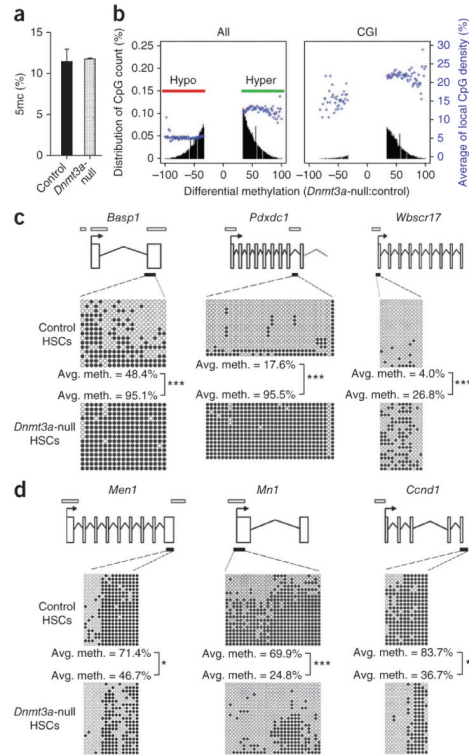 a
15
10
5
0
5mc (%)
Control
Dnmt3a-
null
b
All
CGI
Distribution of CpG count (%)
0.25
0.20
0.15
0.10
0.05
0
Hypo
Hyper
30
25
20
15
10
5
0
Average of local CpG density (%)
–100 –50 0 50 100
–100 –50 0 50 100
Differential methylation (Dnmt3a-null:control)
c
Basp1
Pdxdc1
Wbscr17
Control
HSCs
Avg. meth. = 48.4%
Avg. meth. = 17.6%
Avg. meth. = 4.0%
***
***
***
Avg. meth. = 95.1%
Avg. meth. = 95.5%
Avg. meth. = 26.8%
Dnmt3a-null
HSCs
d
Men1
Mn1
Ccnd1
Control
HSCs
Avg. meth. = 71.4%
Avg. meth. = 69.9%
Avg. meth. = 83.7%
*
***
Avg. meth. = 46.7%
Avg. meth. = 24.8%
Avg. meth. = 36.7%
Dnmt3a-null
HSCs